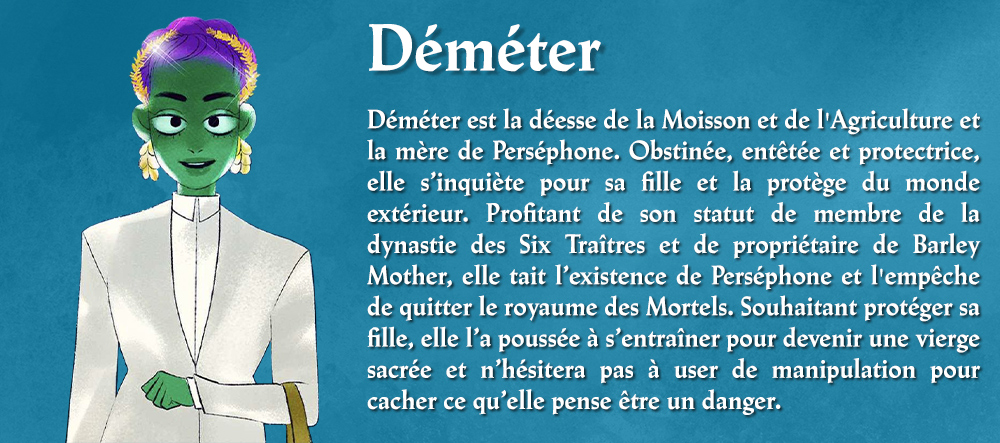 Déméter
Déméter est la déesse de la Moisson et de l'Agriculture et
la mère de Perséphone. Obstinée, entêtée et protectrice,
elle s’inquiète pour sa fille et la protège du monde
extérieur. Profitant de son statut de membre de la
dynastie des Six Traîtres et de propriétaire de Barley
Mother, elle tait l’existence de Perséphone et l'empêche
de quitter le royaume des Mortels. Souhaitant protéger sa
fille, elle l’a poussée à s’entraîner pour devenir une vierge
sacrée et n’hésitera pas à user de manipulation pour
cacher ce qu’elle pense être un danger.